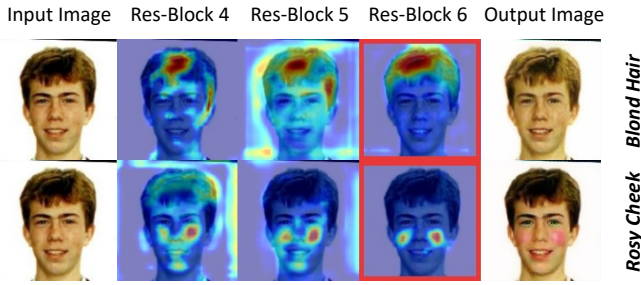 Input Image Res-Block 4 Res-Block 5 Res-Block 6 Output Image
Blond Hair
Rosy Cheek